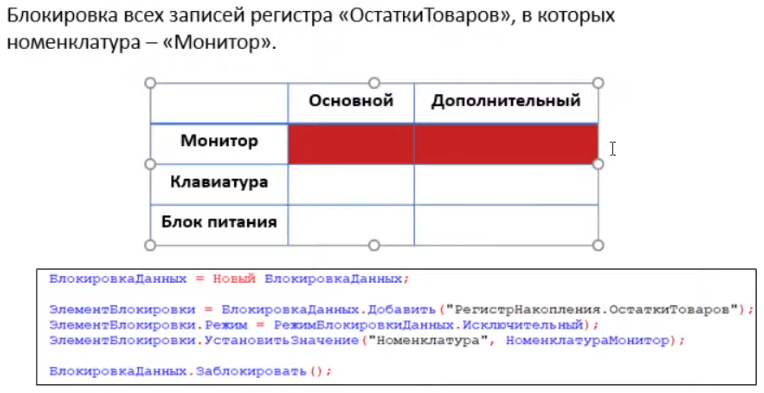 Блокировка всех записей регистра «ОстаткиТоваров», в которых
номенклатура – «Монитор».
Основной Дополнительный
Монитор
Клавиатура
Блок питания
БлокировкаДанных = Новый БлокировкаДанных;
ЭлементБлокировки = БлокировкаДанных.Добавить("РегистрНакопления.ОстаткиТоваров");
ЭлементБлокировки.Режим = РежимБлокировкиДанных.Исключительный);
ЭлементБлокировки.УстановитьЗначение("Номенклатура", НоменклатураМонитор);
БлокировкаДанных.Заблокировать();